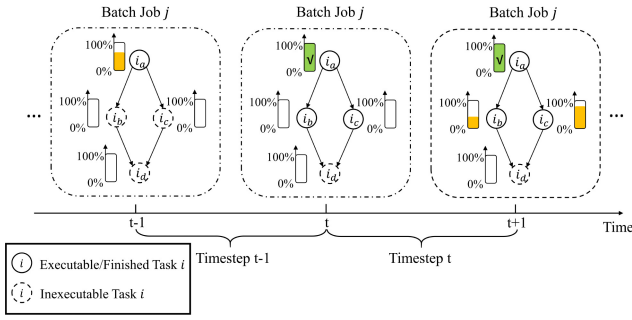 Batch Job j
Batch Job j
Batch Job j
100%
0%
i_a
100%
0%
i_b
i_c
100%
0%
100%
0%
i_d
100%
0%
√
i_a
100%
0%
i_b
i_c
100%
0%
100%
0%
i_d
100%
0%
√
i_a
100%
0%
i_b
i_c
100%
0%
100%
0%
i_d
...
...
t-1
t
t+1
Time
Timestep t-1
Timestep t
i Executable/Finished Task i
i Inexecutable Task i